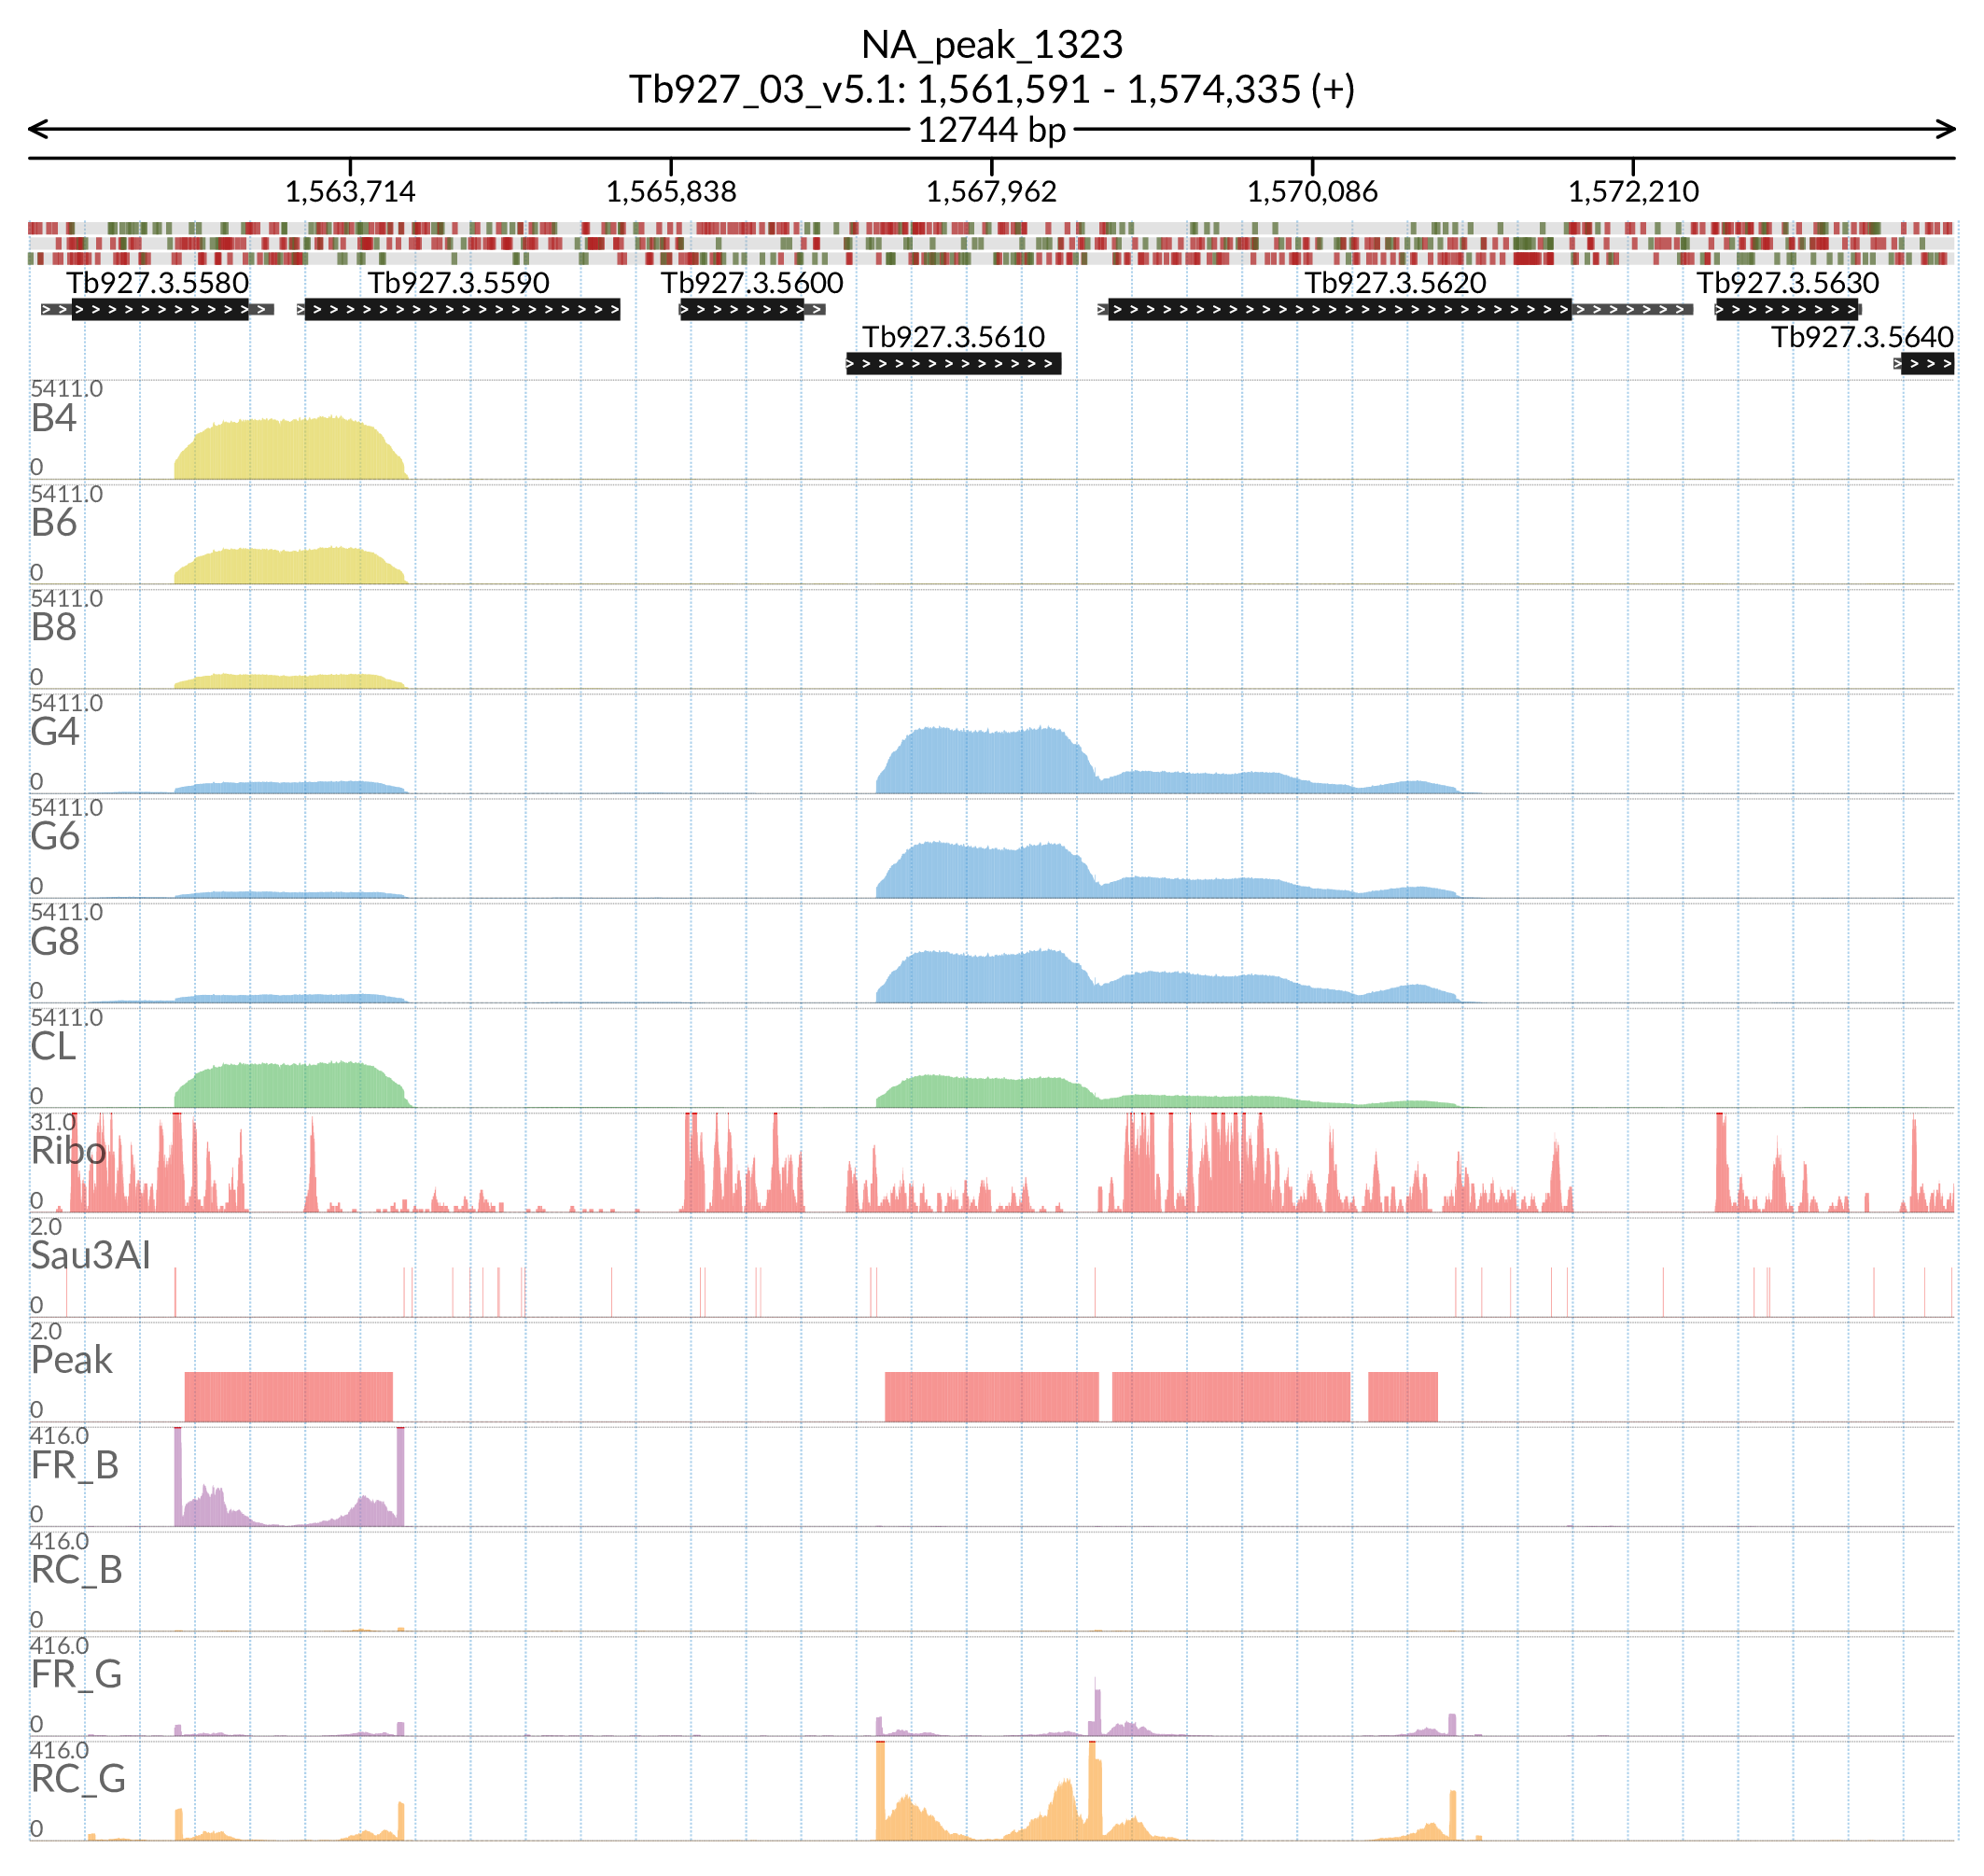 NA_peak_1323
Tb927_03_v5.1: 1,561,591 - 1,574,335 (+)
12744 bp
1,563,714 1,565,838 1,567,962 1,570,086 1,572,210
Tb927.3.5580 Tb927.3.5590 Tb927.3.5600 Tb927.3.5620 Tb927.3.5630
Tb927.3.5610 Tb927.3.5640
5411.0
B4
0
5411.0
B6
0
5411.0
B8
0
5411.0
G4
0
5411.0
G6
0
5411.0
G8
0
5411.0
CL
0
31.0
Ribo
0
2.0
Sau3AI
0
2.0
Peak
0
416.0
FR_B
0
416.0
RC_B
0
416.0
FR_G
0
416.0
RC_G
0